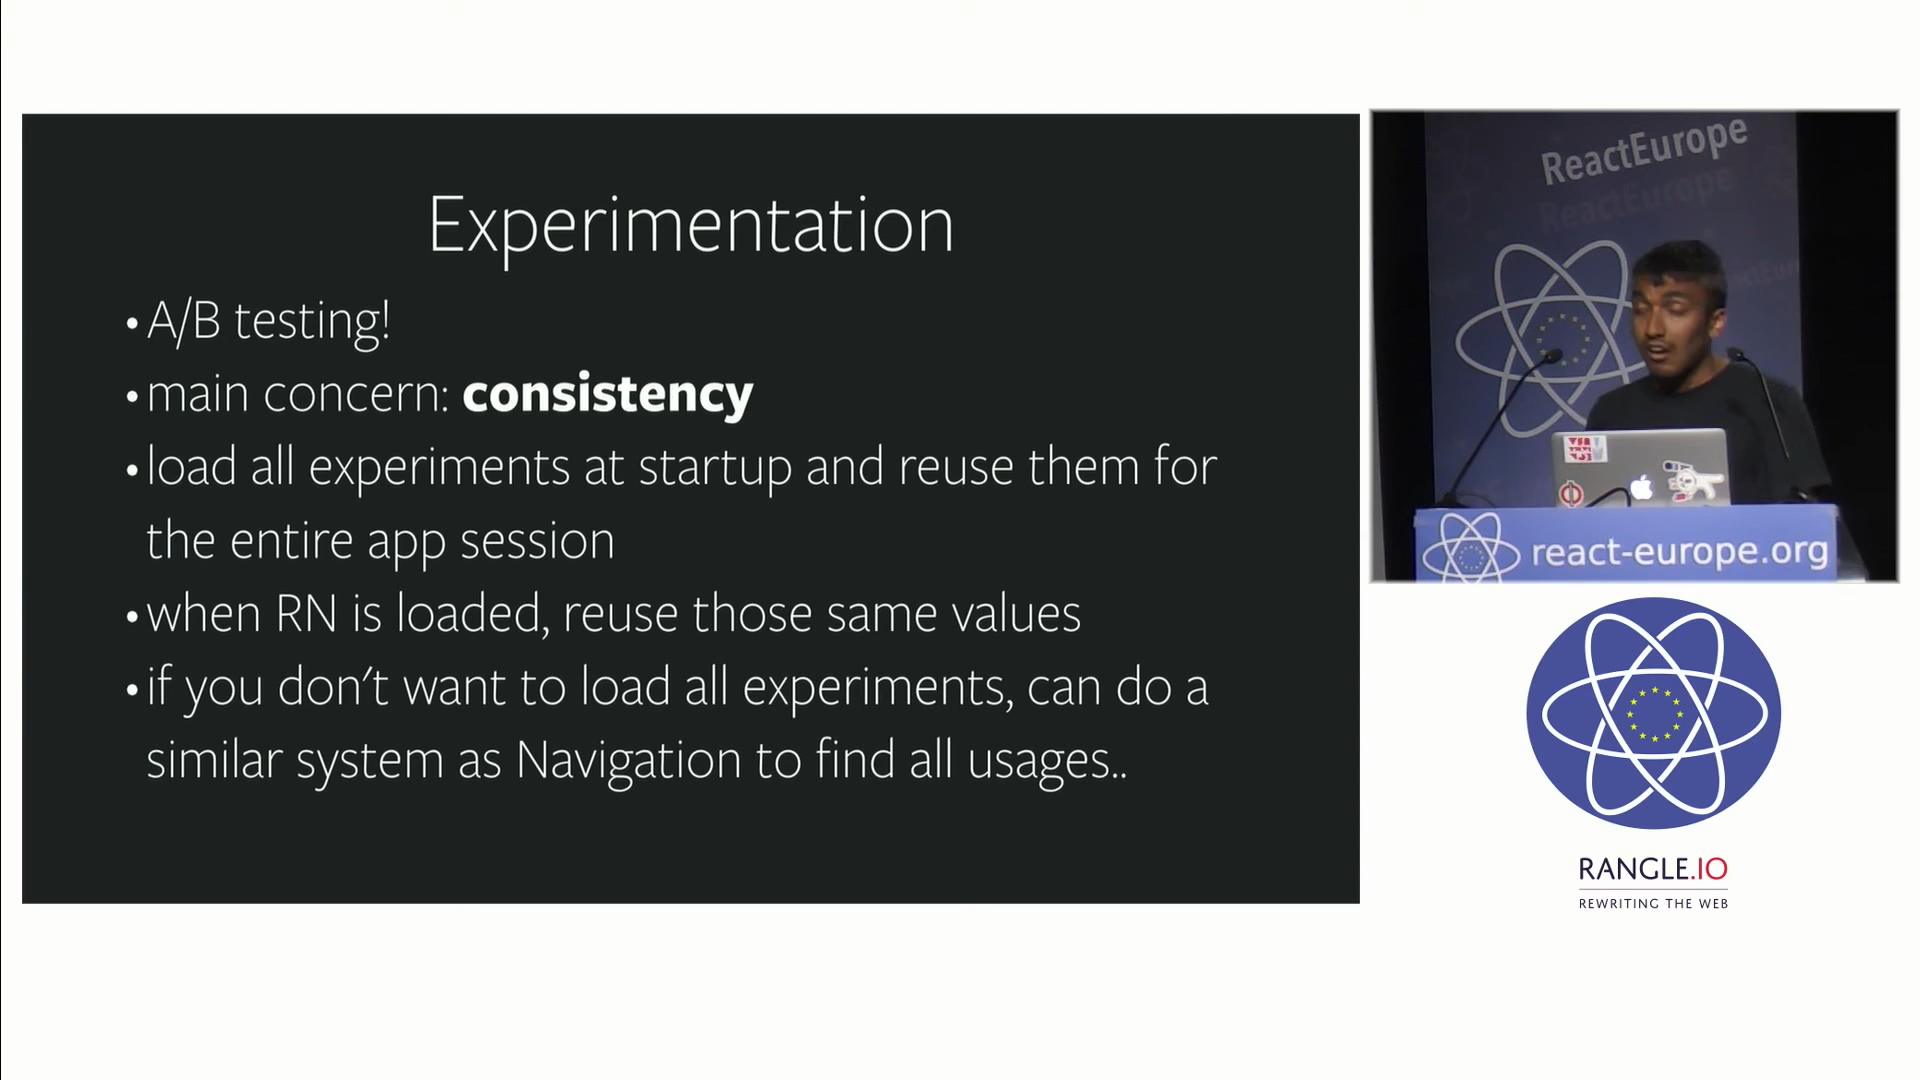 Experimentation
• A/B testing!
• main concern: consistency
• load all experiments at startup and reuse them for
the entire app session
• when RN is loaded, reuse those same values
• if you don't want to load all experiments, can do a
similar system as Navigation to find all usages..
ReactEurope
ReactEurope
react-europe.org
RANGLE.IO
REWRITING THE WEB